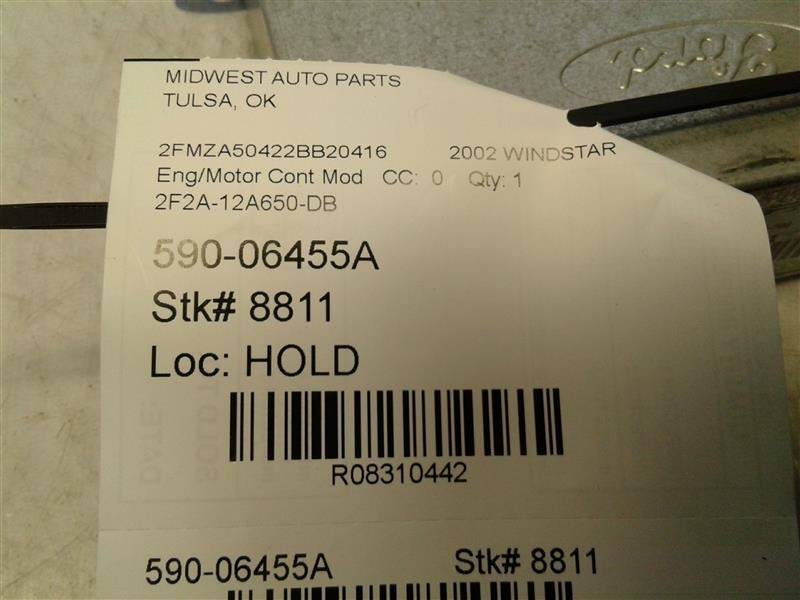 Ford
MIDWEST AUTO PARTS
TULSA, OK
2FMZA50422BB20416 2002 WINDSTAR
Eng/Motor Cont Mod CC: 0 Qty: 1
2F2A-12A650-DB
590-06455A
Stk# 8811
Loc: HOLD
R08310442
590-06455A Stk# 8811